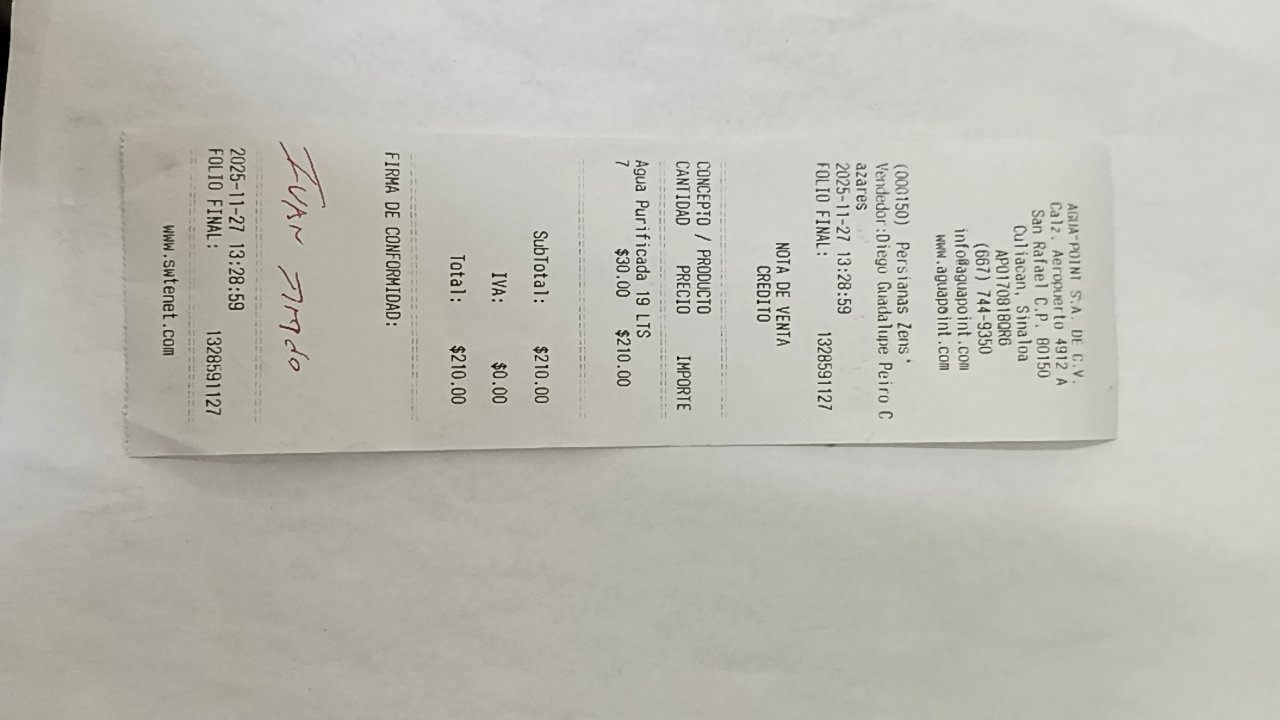 AGUA-POINT S.A. DE C.V.
Calz. Aeropuerto 4912 A
San Rafael C.P. 80150
Culiacan, Sinaloa
APO170818QR6
(667) 744-9350
info@aguapoint.com
www.aguapoint.com
(000150) Persianas Zens'
Vendedor:Diego Guadalupe Peiro C
azares
2025-11-27 13:28:59
FOLIO FINAL: 1328591127
NOTA DE VENTA
CREDITO
CONCEPTO / PRODUCTO
CANTIDAD PRECIO IMPORTE
Agua Purificada 19 LTS
7 $30.00 $210.00
SubTotal: $210.00
IVA: $0.00
Total: $210.00
FIRMA DE CONFORMIDAD:
IVAN
2025-11-27 13:28:59
FOLIO FINAL: 1328591127
www.swtenet.com